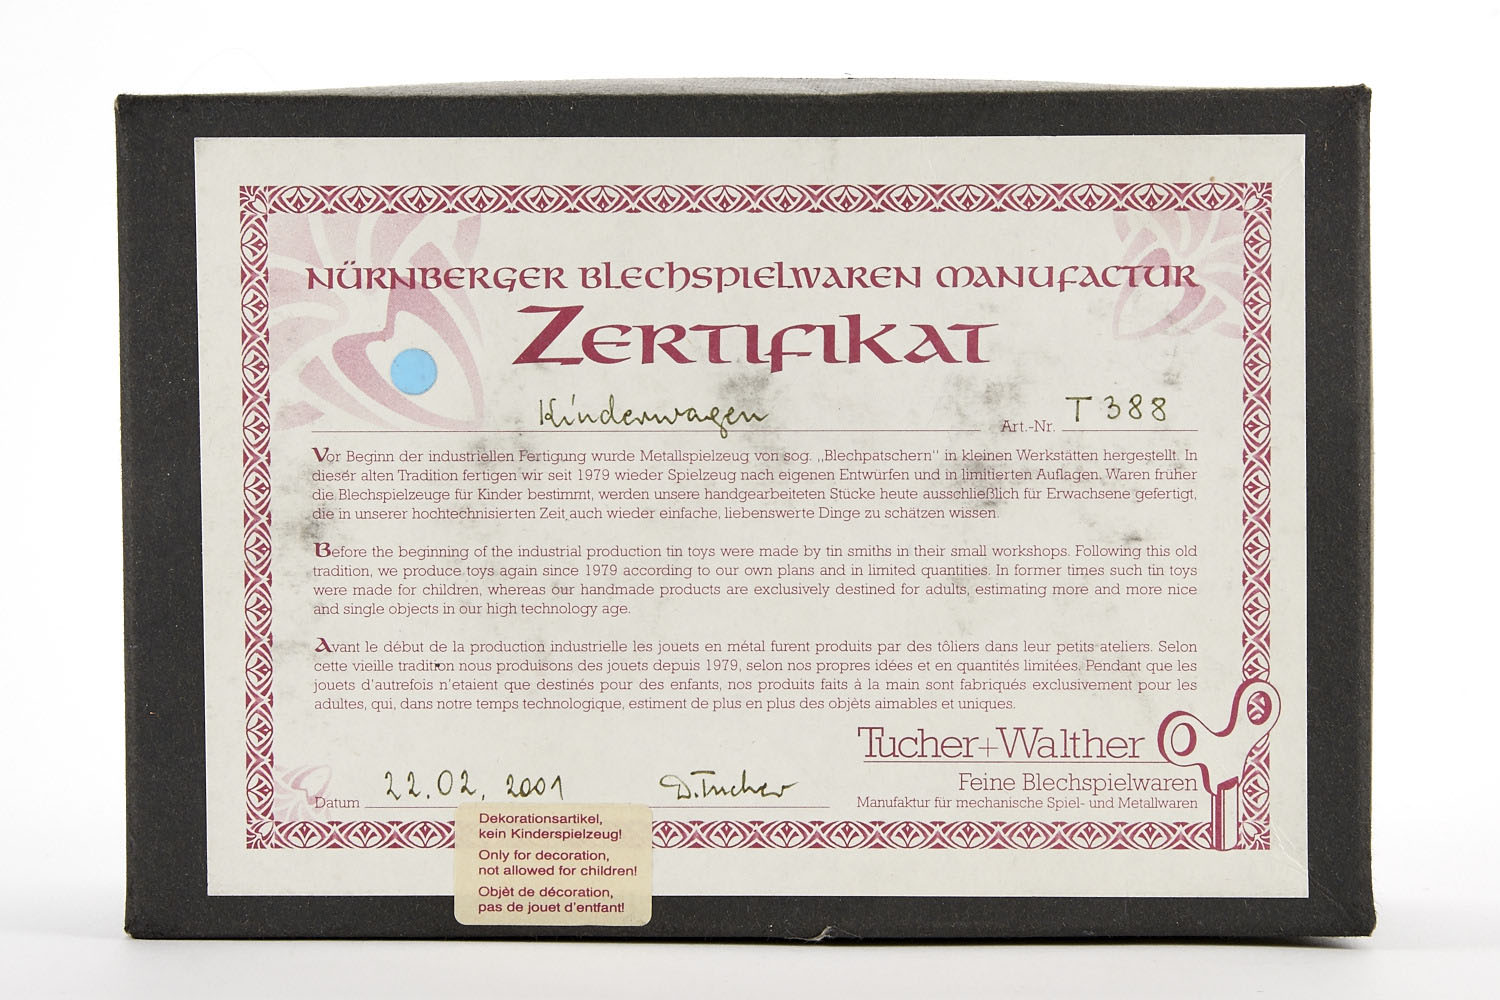 NÜRNBERGER BLECHSPIELWAREN MANUFACTUR
ZERTIFIKAT
Kinderwagen
Art.-Nr. T 388
Vor Beginn der industriellen Fertigung wurde Metallspielzeug von sog. „Blechpatschern“ in kleinen Werkstätten hergestellt. In
dieser alten Tradition fertigen wir seit 1979 wieder Spielzeug nach eigenen Entwürfen und in limitierten Auflagen. Waren früher
die Blechspielzeuge für Kinder bestimmt, werden unsere handgearbeiteten Stücke heute ausschließlich für Erwachsene gefertigt,
die in unserer hochtechnisierten Zeit auch wieder einfache, liebenswerte Dinge zu schätzen wissen.
Before the beginning of the industrial production tin toys were made by tin smiths in their small workshops. Following this old
tradition, we produce toys again since 1979 according to our own plans and in limited quantities. In former times such tin toys
were made for children, whereas our handmade products are exclusively destined for adults, estimating more and more nice
and single objects in our high technology age.
Avant le début de la production industrielle les jouets en métal furent produits par des tôliers dans leur petits ateliers. Selon
cette vieille tradition nous produisons des jouets depuis 1979, selon nos propres idées et en quantités limitées. Pendant que les
jouets d'autrefois n'etaient que destinés pour des enfants, nos produits faits à la main sont fabriqués exclusivement pour les
adultes, qui, dans notre temps technologique, estiment de plus en plus des objèts aimables et uniques.
Tucher+Walther
Feine Blechspielwaren
Manufaktur für mechanische Spiel- und Metallwaren
Datum 22.02. 2001 D. Tucher
Dekorationsartikel,
kein Kinderspielzeug!
Only for decoration,
not allowed for children!
Objèt de décoration,
pas de jouet d'entfant!